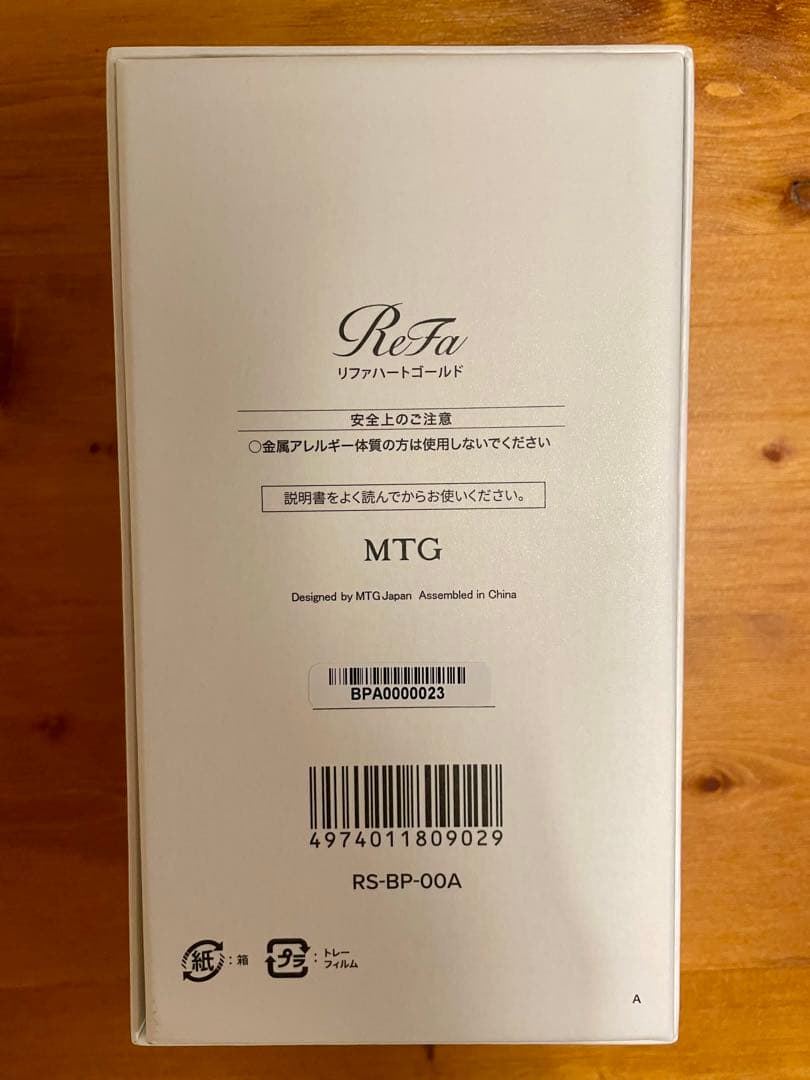 ReFa
リファハートゴールド
安全上のご注意
○金属アレルギー体質の方は使用しないでください
説明書をよく読んでからお使いください。
MTG
Designed by MTG Japan Assembled in China
BPA0000023
4974011809029
RS-BP-00A
紙 : 箱
プラ : トレー
フィルム
A